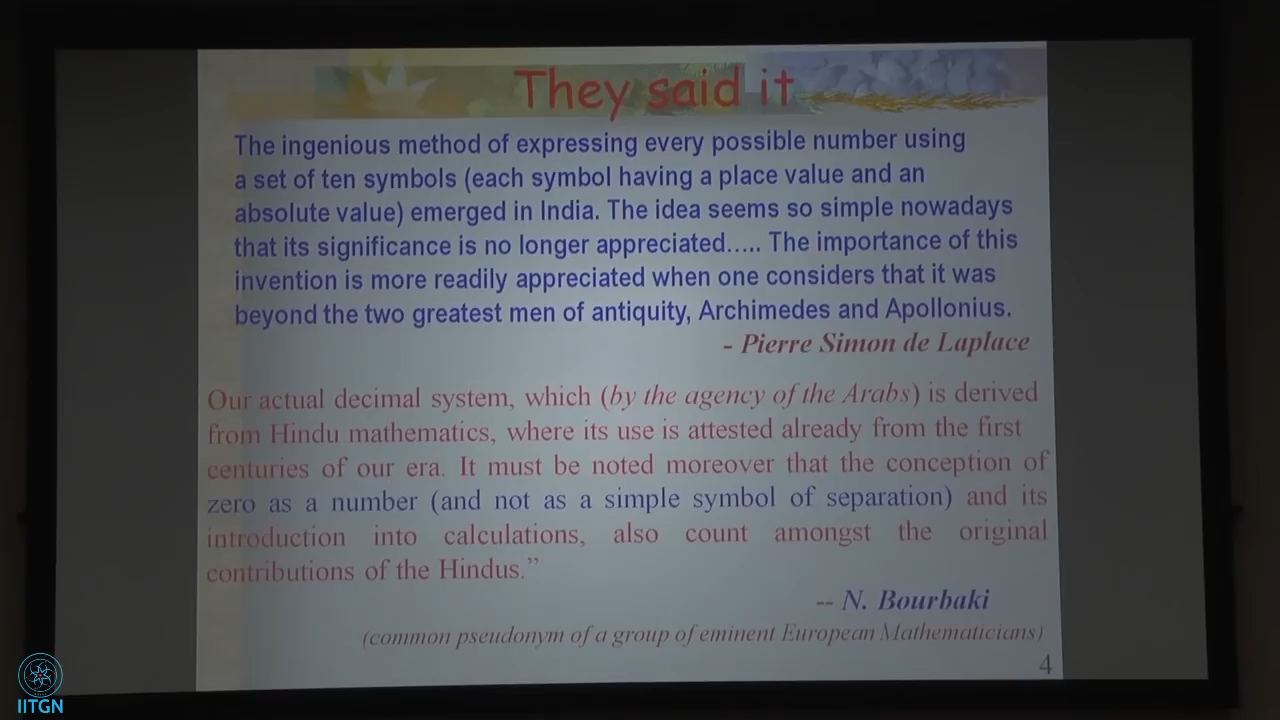 They said it
The ingenious method of expressing every possible number using
a set of ten symbols (each symbol having a place value and an
absolute value) emerged in India. The idea seems so simple nowadays
that its significance is no longer appreciated..... The importance of this
invention is more readily appreciated when one considers that it was
beyond the two greatest men of antiquity, Archimedes and Apollonius.
- Pierre Simon de Laplace
Our actual decimal system, which (by the agency of the Arabs) is derived
from Hindu mathematics, where its use is attested already from the first
centuries of our era. It must be noted moreover that the conception of
zero as a number (and not as a simple symbol of separation) and its
introduction into calculations, also count amongst the original
contributions of the Hindus.”
-- N. Bourbaki
(common pseudonym of a group of eminent European Mathematicians)
4
IITGN